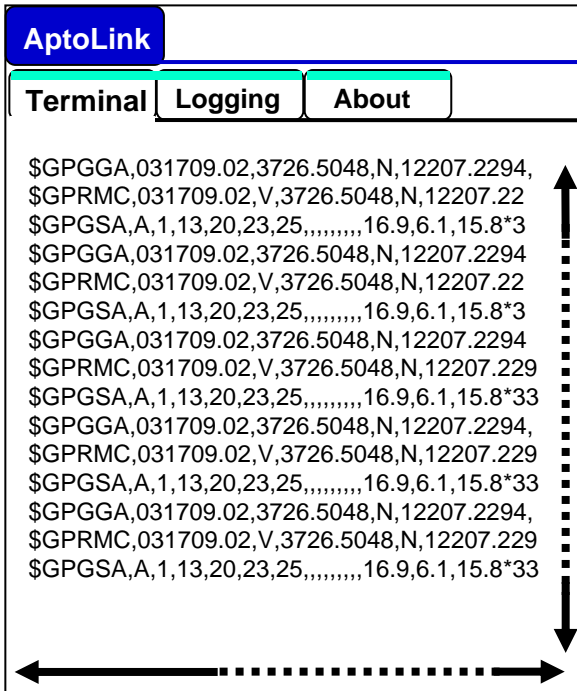 AptoLink
Terminal Logging About
$GPGGA,031709.02,3726.5048,N,12207.2294,
$GPRMC,031709.02,V,3726.5048,N,12207.22
$GPGSA,A,1,13,20,23,25,,,,,,,,,16.9,6.1,15.8*3
$GPGGA,031709.02,3726.5048,N,12207.2294
$GPRMC,031709.02,V,3726.5048,N,12207.22
$GPGSA,A,1,13,20,23,25,,,,,,,,,16.9,6.1,15.8*3
$GPGGA,031709.02,3726.5048,N,12207.2294
$GPRMC,031709.02,V,3726.5048,N,12207.229
$GPGSA,A,1,13,20,23,25,,,,,,,,,16.9,6.1,15.8*33
$GPGGA,031709.02,3726.5048,N,12207.2294,
$GPRMC,031709.02,V,3726.5048,N,12207.229
$GPGSA,A,1,13,20,23,25,,,,,,,,,16.9,6.1,15.8*33
$GPGGA,031709.02,3726.5048,N,12207.2294,
$GPRMC,031709.02,V,3726.5048,N,12207.229
$GPGSA,A,1,13,20,23,25,,,,,,,,,16.9,6.1,15.8*33